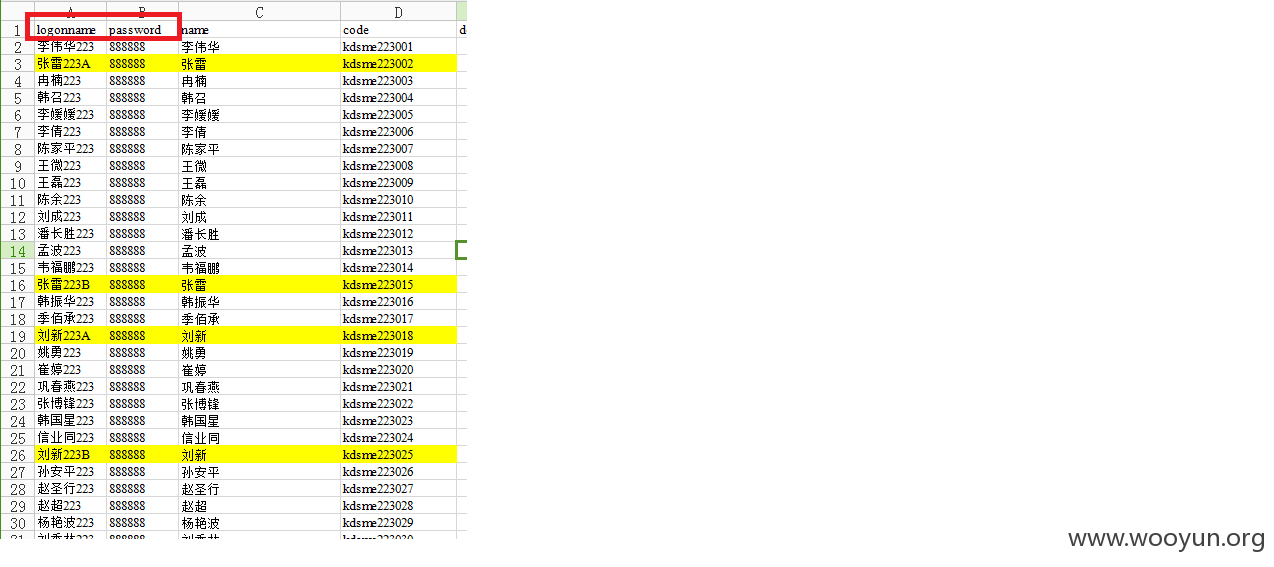 A B C D
1 logonname password name code d
2 李伟华223 888888 李伟华 kdsme223001
3 张雷223A 888888 张雷 kdsme223002
4 冉楠223 888888 冉楠 kdsme223003
5 韩召223 888888 韩召 kdsme223004
6 李媛媛223 888888 李媛媛 kdsme223005
7 李倩223 888888 李倩 kdsme223006
8 陈家平223 888888 陈家平 kdsme223007
9 王微223 888888 王微 kdsme223008
10 王磊223 888888 王磊 kdsme223009
11 陈余223 888888 陈余 kdsme223010
12 刘成223 888888 刘成 kdsme223011
13 潘长胜223 888888 潘长胜 kdsme223012
14 孟波223 888888 孟波 kdsme223013
15 韦福鹏223 888888 韦福鹏 kdsme223014
16 张雷223B 888888 张雷 kdsme223015
17 韩振华223 888888 韩振华 kdsme223016
18 季佰承223 888888 季佰承 kdsme223017
19 刘新223A 888888 刘新 kdsme223018
20 姚勇223 888888 姚勇 kdsme223019
21 崔婷223 888888 崔婷 kdsme223020
22 巩春燕223 888888 巩春燕 kdsme223021
23 张博锋223 888888 张博锋 kdsme223022
24 韩国星223 888888 韩国星 kdsme223023
25 信业同223 888888 信业同 kdsme223024
26 刘新223B 888888 刘新 kdsme223025
27 孙安平223 888888 孙安平 kdsme223026
28 赵圣行223 888888 赵圣行 kdsme223027
29 赵超223 888888 赵超 kdsme223028
30 杨艳波223 888888 杨艳波 kdsme223029
www.wooyun.org